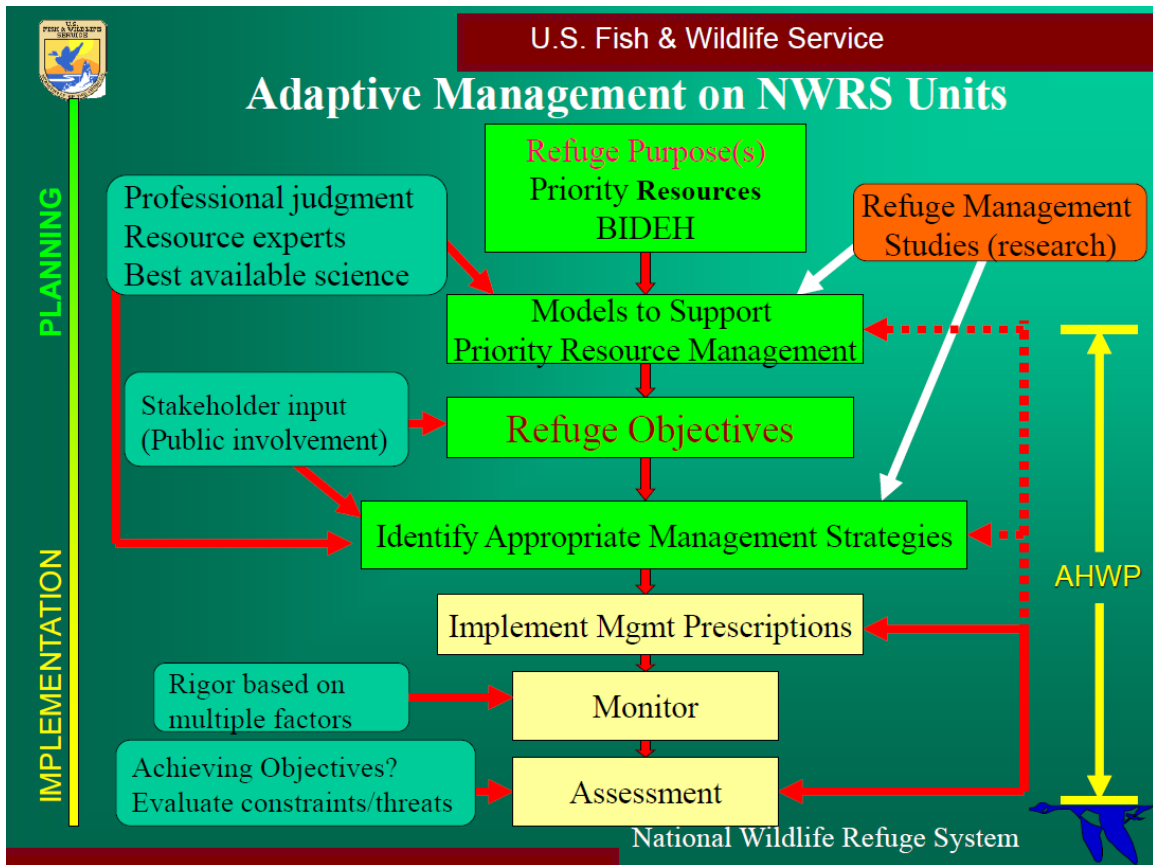 U.S.
FISH & WILDLIFE
SERVICE
U.S. Fish & Wildlife Service
Adaptive Management on NWRS Units
PLANNING
IMPLEMENTATION
Refuge Purpose(s)
Priority Resources
BIDEH
Professional judgment
Resource experts
Best available science
Refuge Management
Studies (research)
Models to Support
Priority Resource Management
Stakeholder input
(Public involvement)
Refuge Objectives
Identify Appropriate Management Strategies
AHWP
Implement Mgmt Prescriptions
Rigor based on
multiple factors
Monitor
Achieving Objectives?
Evaluate constraints/threats
Assessment
National Wildlife Refuge System